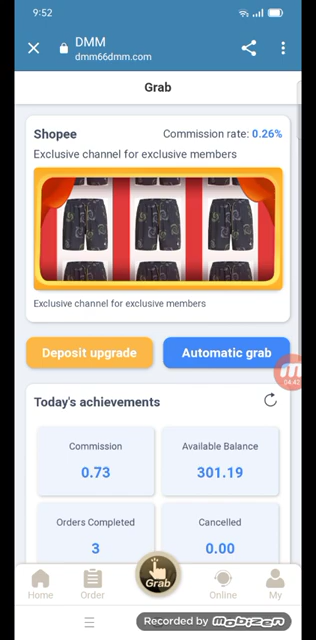 9:52
DMM
dmm66dmm.com
Grab
Shopee
Commission rate: 0.26%
Exclusive channel for exclusive members
Exclusive channel for exclusive members
Deposit upgrade
Automatic grab
04:42
Today's achievements
Commission
Available Balance
0.73
301.19
Orders Completed
Cancelled
3
0.00
Grab
Home
Order
Online
My
Recorded by mobizen